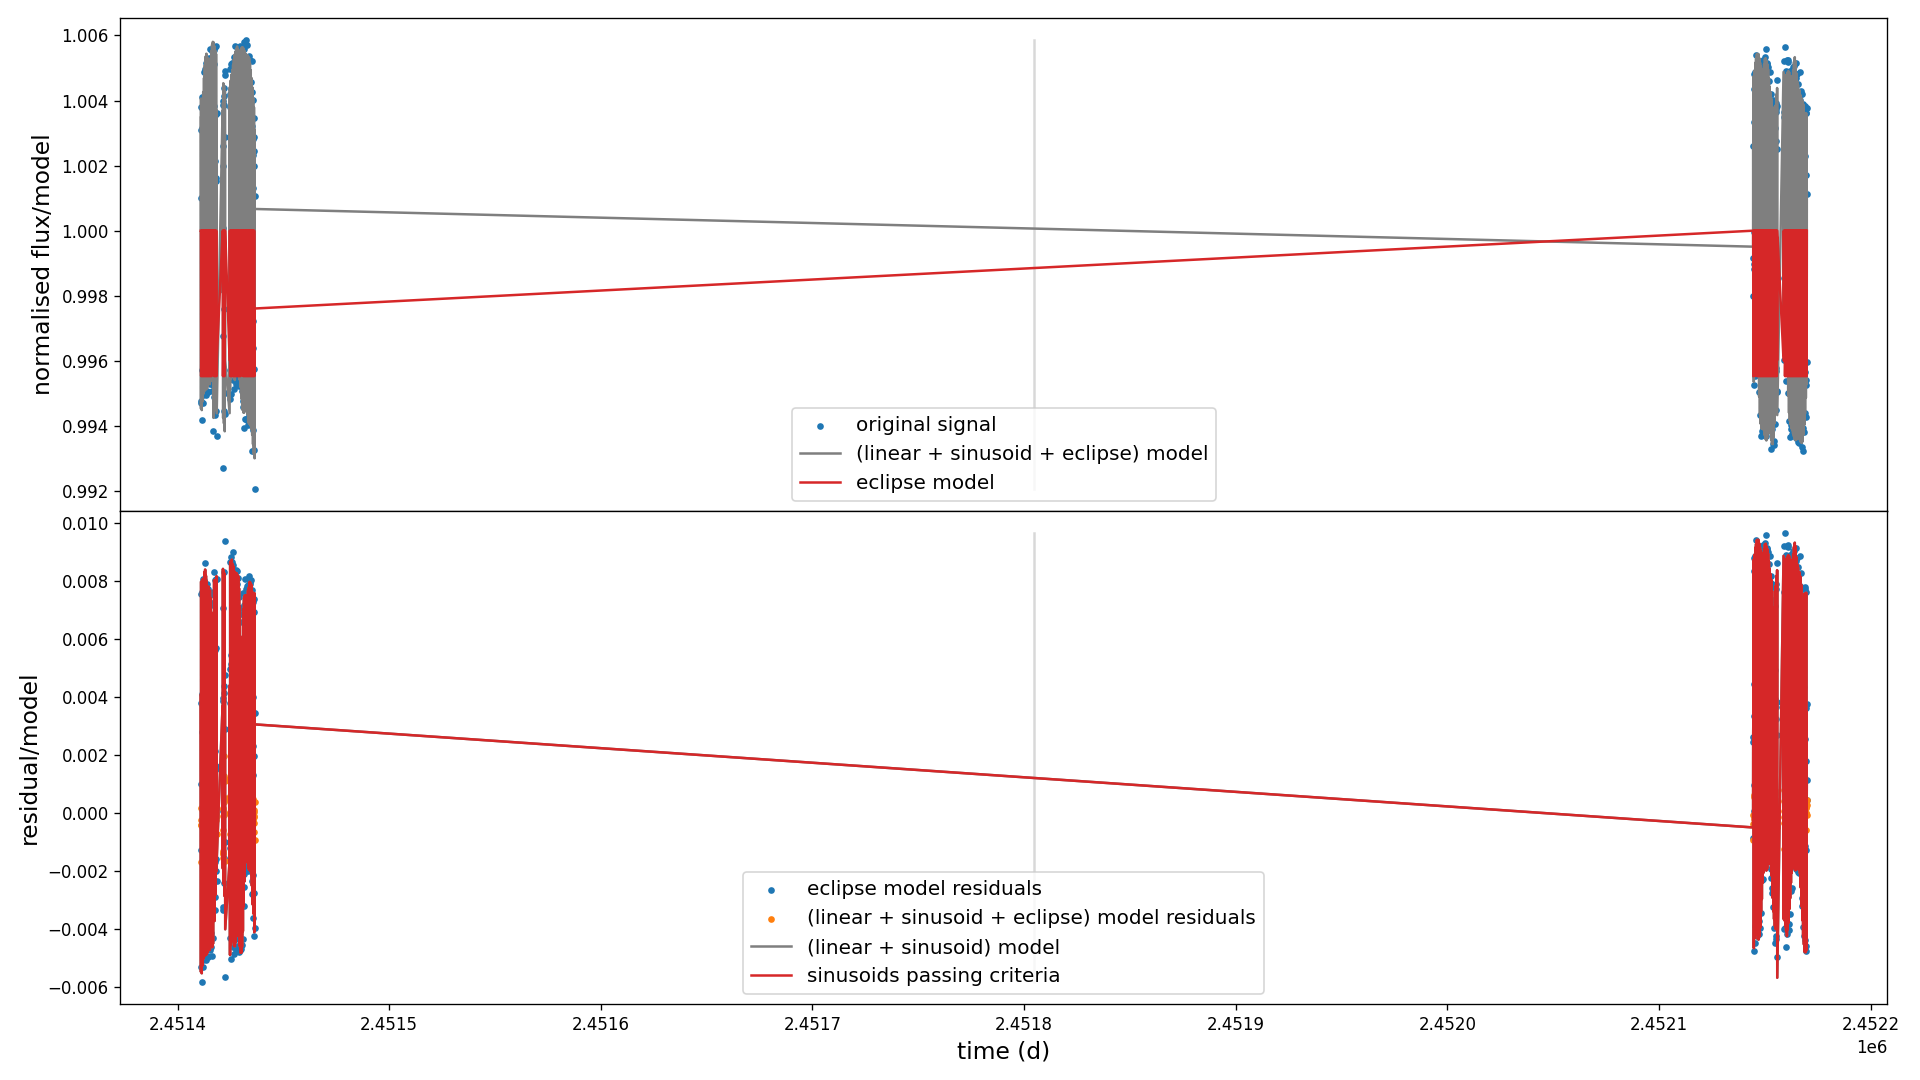 normalised flux/model
1.006
1.004
1.002
1.000
0.998
0.996
0.994
0.992
original signal
(linear + sinusoid + eclipse) model
eclipse model
residual/model
0.010
0.008
0.006
0.004
0.002
0.000
−0.002
−0.004
−0.006
eclipse model residuals
(linear + sinusoid + eclipse) model residuals
(linear + sinusoid) model
sinusoids passing criteria
2.4514 2.4515 2.4516 2.4517 2.4518 2.4519 2.4520 2.4521 2.4522
1e6
time (d)